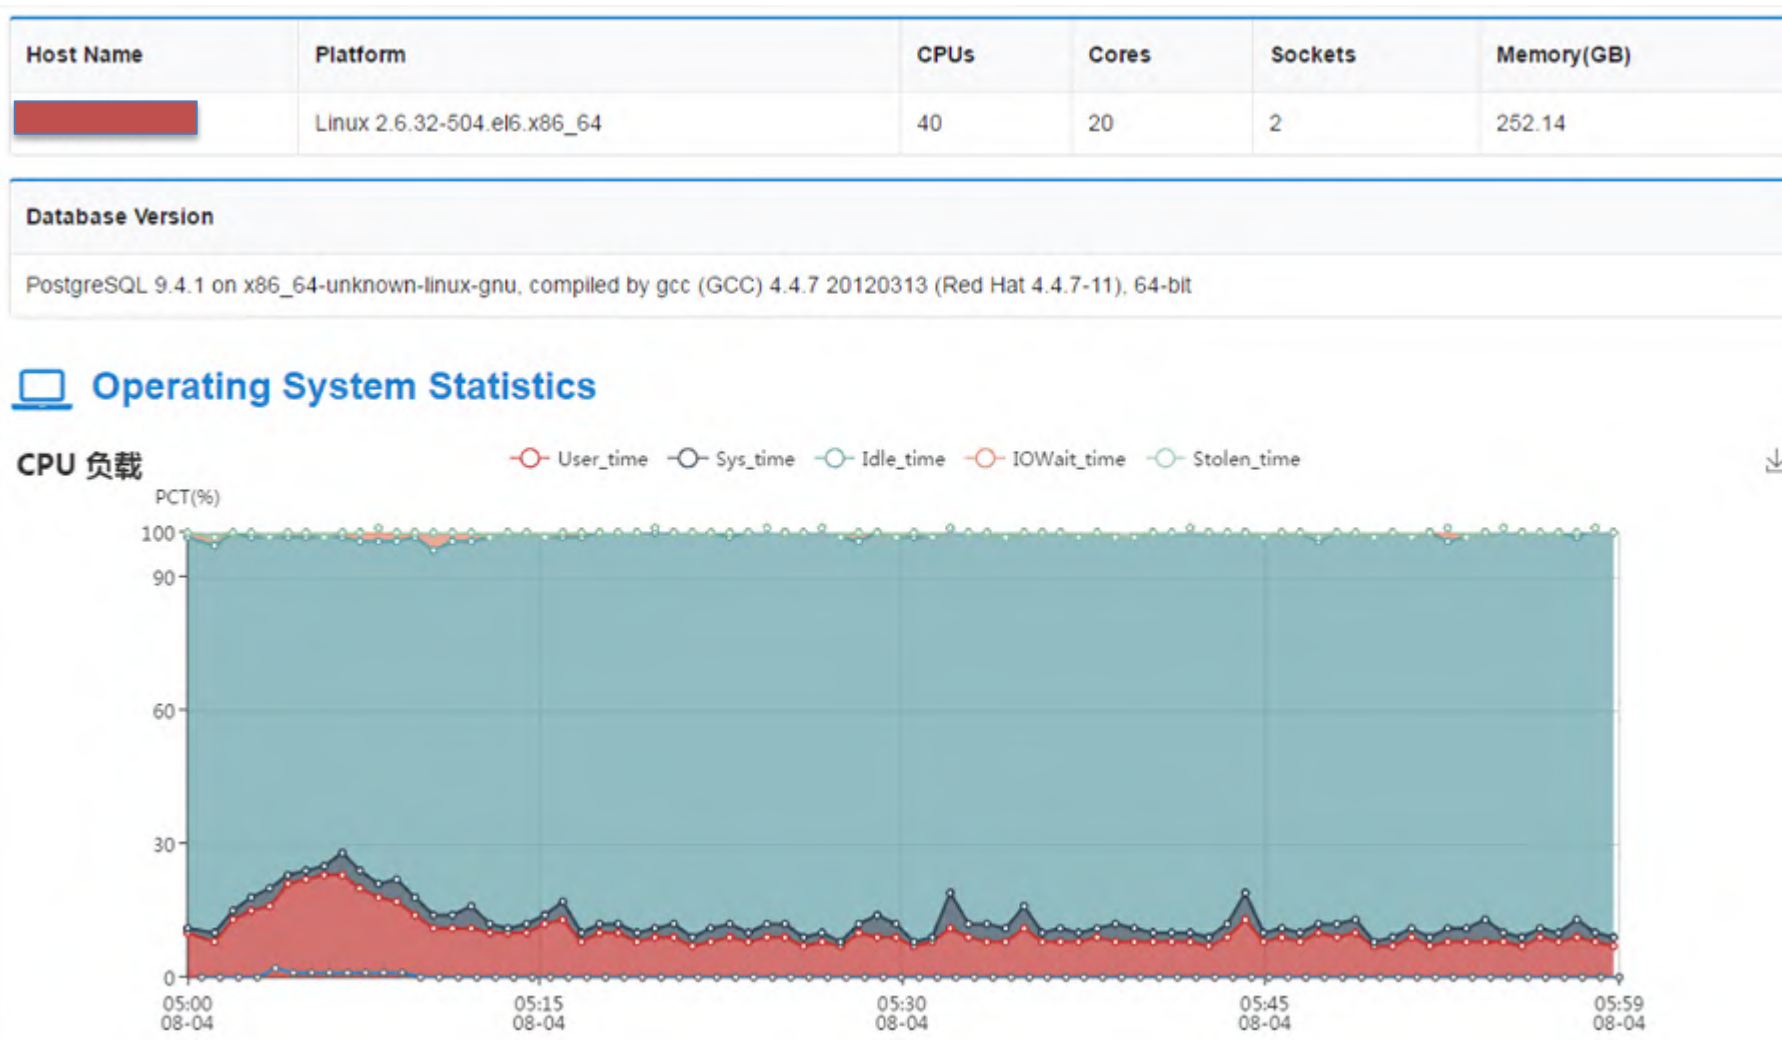 Host Name Platform CPUs Cores Sockets Memory(GB)
Linux 2.6.32-504.el6.x86_64 40 20 2 252.14
Database Version
PostgreSQL 9.4.1 on x86_64-unknown-linux-gnu, compiled by gcc (GCC) 4.4.7 20120313 (Red Hat 4.4.7-11), 64-bit
Operating System Statistics
CPU 负载
User_time Sys_time Idle_time IOWait_time Stolen_time
PCT(%)
100
90
60
30
0
05:00 05:15 05:30 05:45 05:59
08-04 08-04 08-04 08-04 08-04